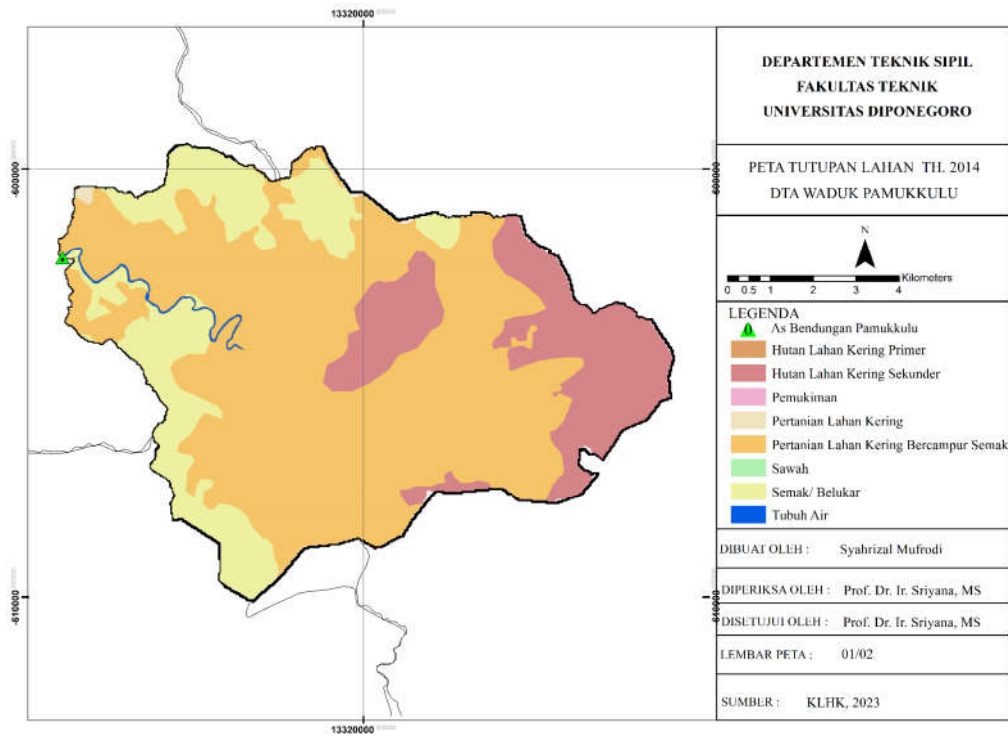 13320000
DEPARTEMEN TEKNIK SIPIL
FAKULTAS TEKNIK
UNIVERSITAS DIPONEGORO
PETA TUTUPAN LAHAN TH. 2014
DTA WADUK PAMUKKULU
N
Kilometers
0 0.5 1 2 3 4
LEGENDA
As Bendungan Pamukkulu
Hutan Lahan Kering Primer
Hutan Lahan Kering Sekunder
Pemukiman
Pertanian Lahan Kering
Pertanian Lahan Kering Bercampur Semak
Sawah
Semak/ Belukar
Tubuh Air
DIBUAT OLEH : Syahrizal Mufrodi
DIPERIKSA OLEH : Prof. Dr. Ir. Sriyana, MS
DISETUJUI OLEH : Prof. Dr. Ir. Sriyana, MS
LEMBAR PETA : 01/02
SUMBER : KLHK, 2023
-600000
-600000
-610000
-610000
13320000